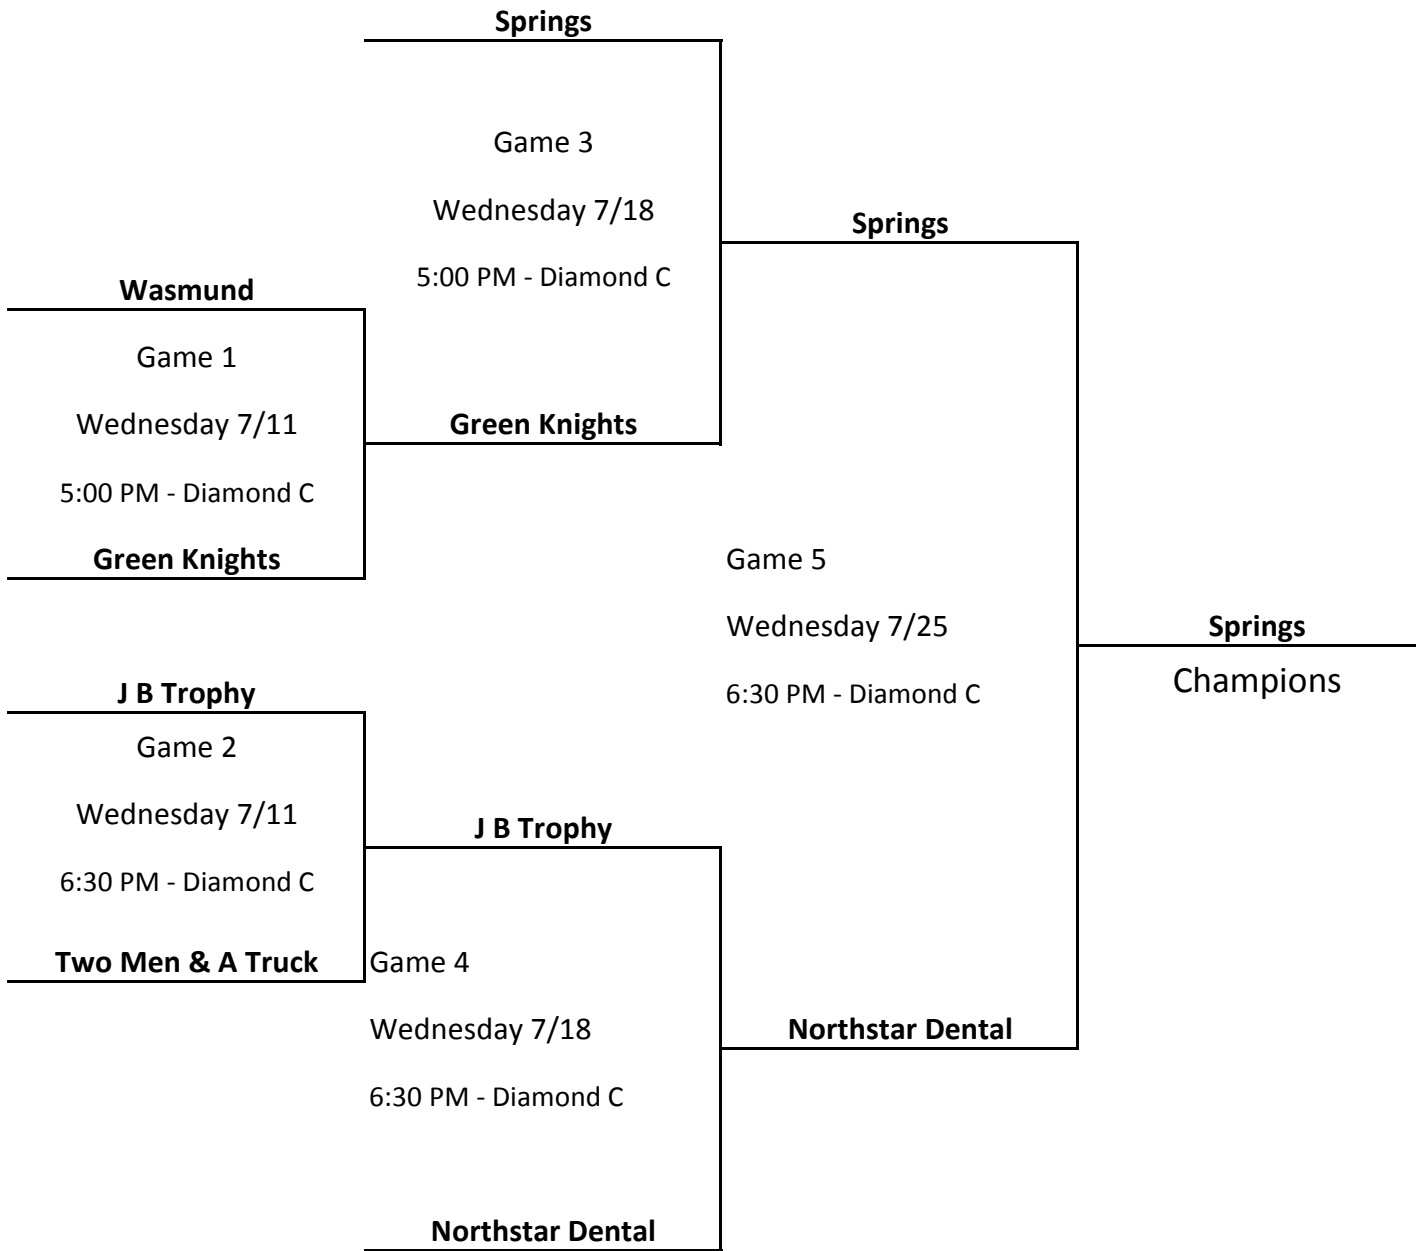 Springs
Game 3
Wednesday 7/18
5:00 PM - Diamond C
Springs
Wasmund
Game 1
Wednesday 7/11
5:00 PM - Diamond C
Green Knights
Green Knights
Game 5
Wednesday 7/25
6:30 PM - Diamond C
Springs
Champions
J B Trophy
Game 2
Wednesday 7/11
6:30 PM - Diamond C
Two Men & A Truck
J B Trophy
Game 4
Wednesday 7/18
6:30 PM - Diamond C
Northstar Dental
Northstar Dental